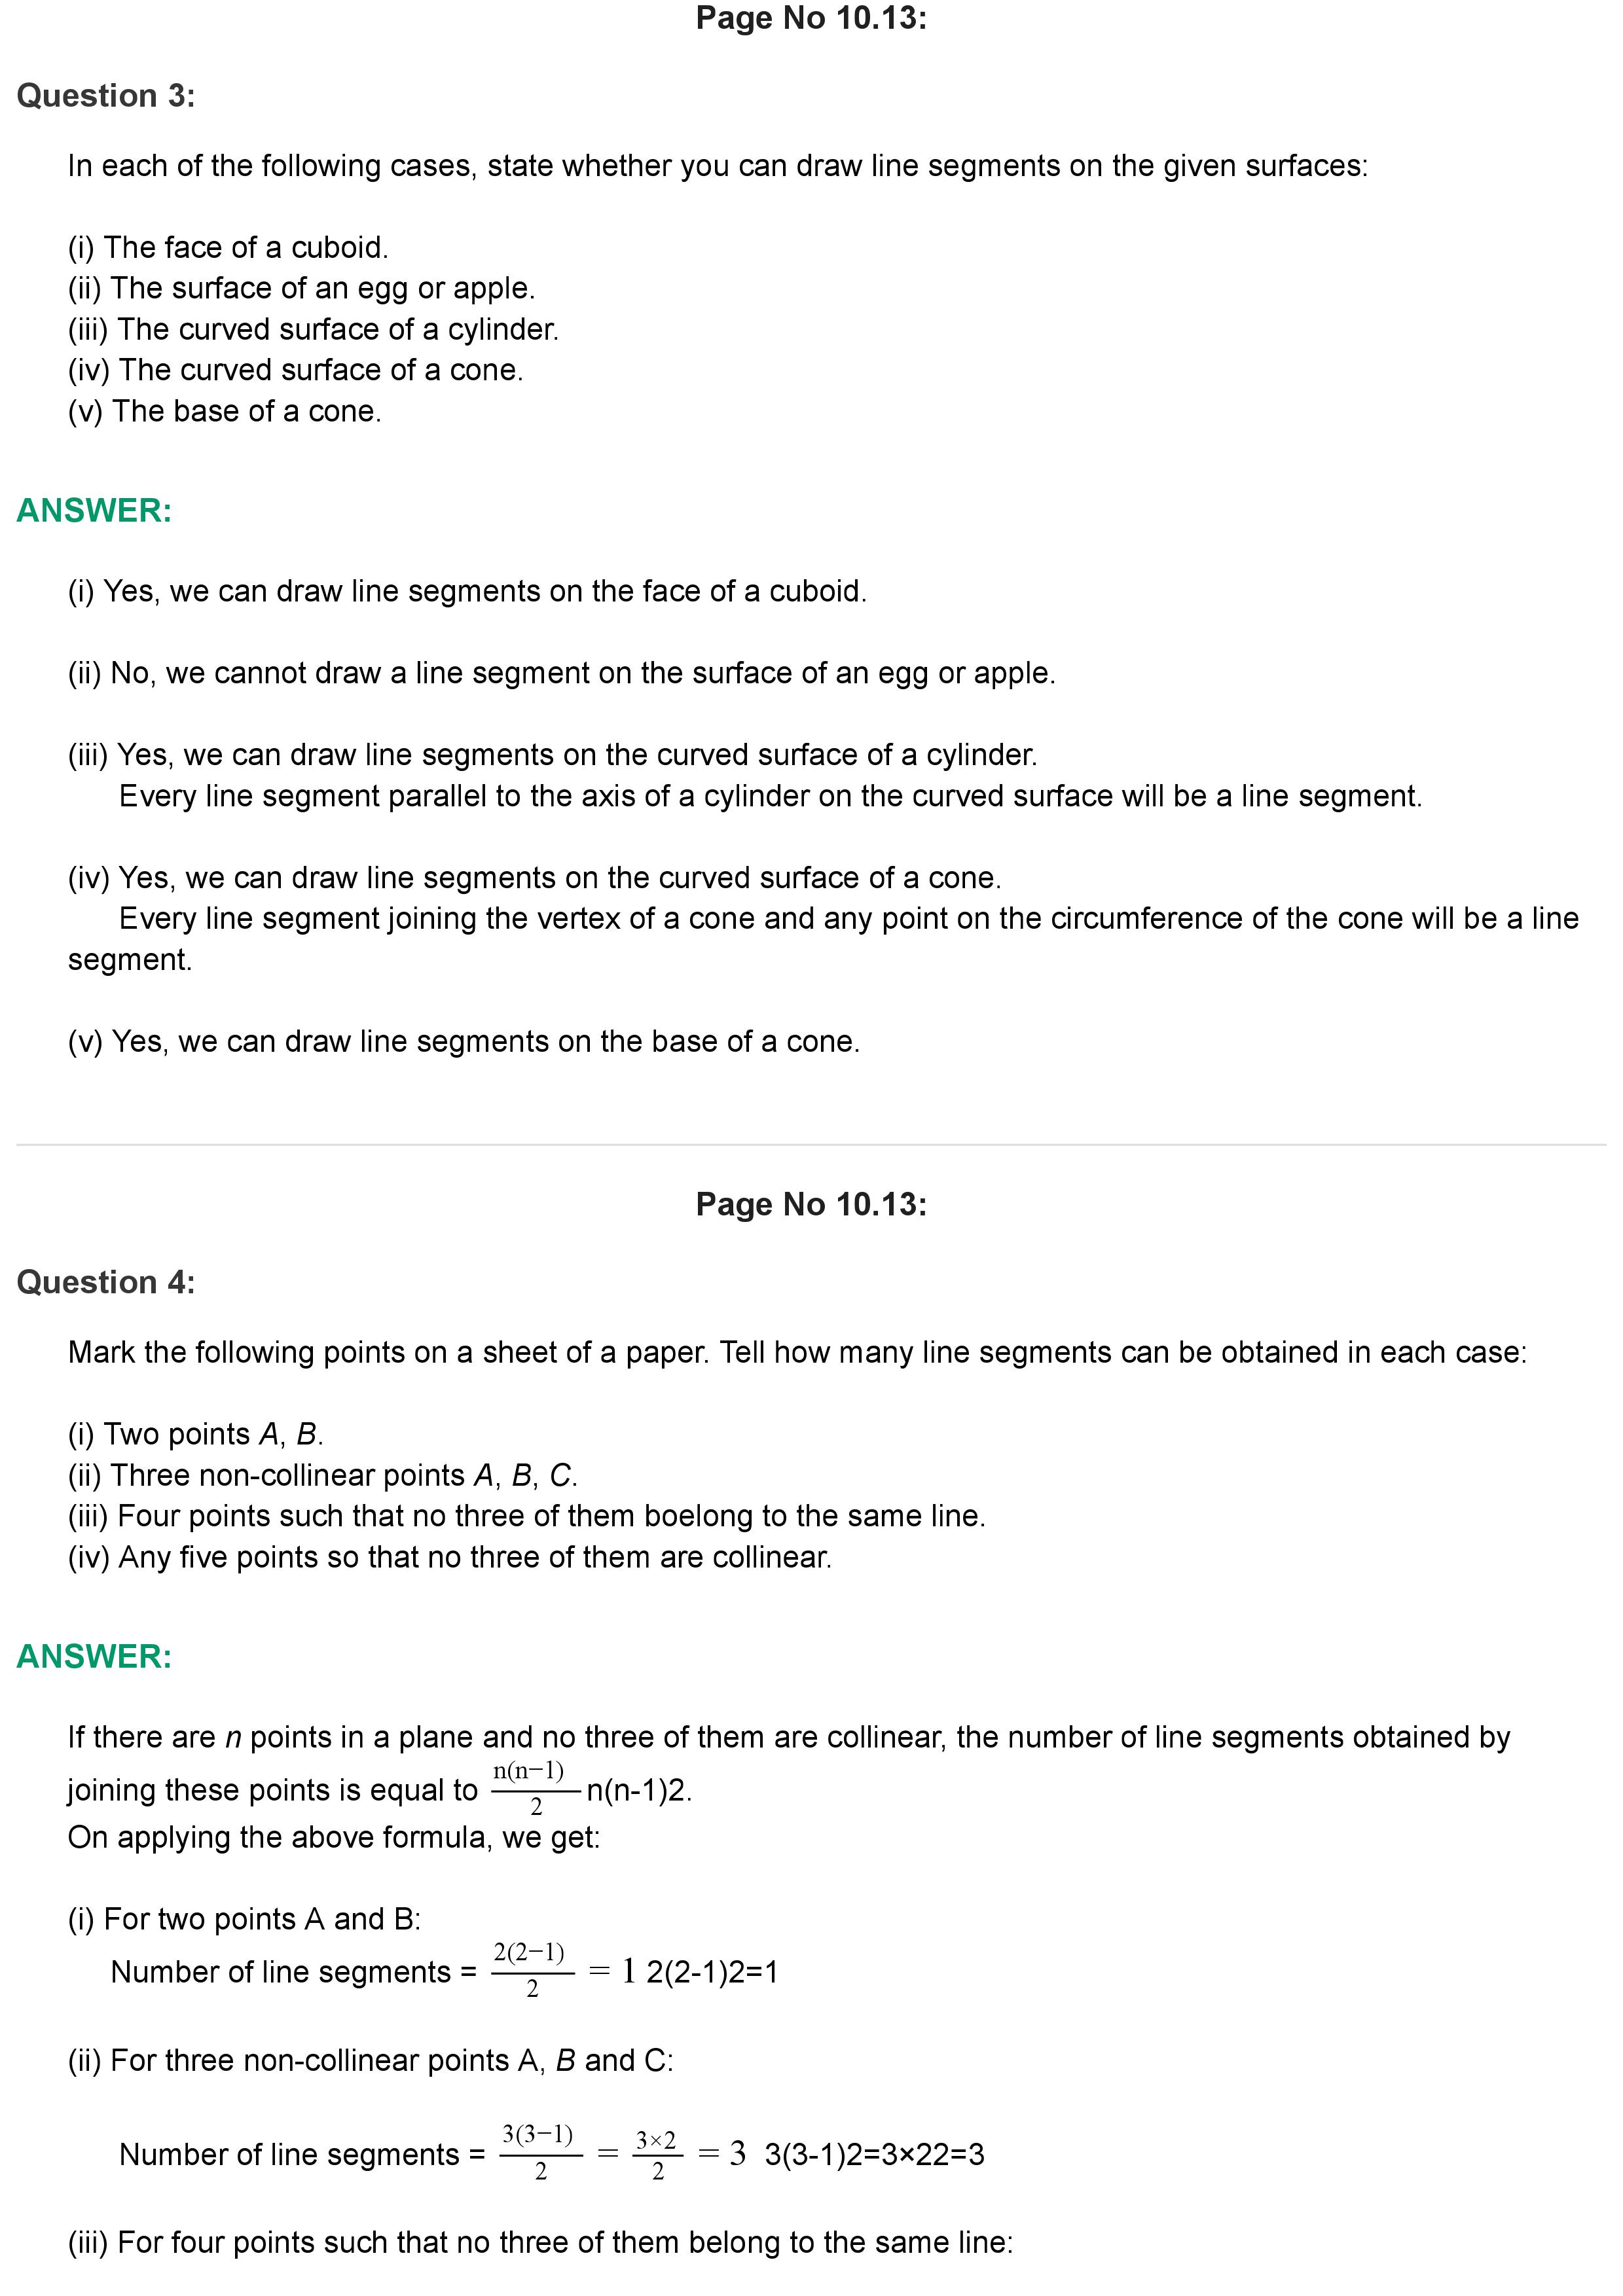 Page No 10.13:
Question 3:
In each of the following cases, state whether you can draw line segments on the given surfaces:
(i) The face of a cuboid.
(ii) The surface of an egg or apple.
(iii) The curved surface of a cylinder.
(iv) The curved surface of a cone.
(v) The base of a cone.
ANSWER:
(i) Yes, we can draw line segments on the face of a cuboid.
(ii) No, we cannot draw a line segment on the surface of an egg or apple.
(iii) Yes, we can draw line segments on the curved surface of a cylinder.
Every line segment parallel to the axis of a cylinder on the curved surface will be a line segment.
(iv) Yes, we can draw line segments on the curved surface of a cone.
Every line segment joining the vertex of a cone and any point on the circumference of the cone will be a line
segment.
(v) Yes, we can draw line segments on the base of a cone.
Page No 10.13:
Question 4:
Mark the following points on a sheet of a paper. Tell how many line segments can be obtained in each case:
(i) Two points A, B.
(ii) Three non-collinear points A, B, C.
(iii) Four points such that no three of them boelong to the same line.
(iv) Any five points so that no three of them are collinear.
ANSWER:
If there are n points in a plane and no three of them are collinear, the number of line segments obtained by
joining these points is equal to n(n−1)/2 n(n-1)2.
On applying the above formula, we get:
(i) For two points A and B:
Number of line segments = 2(2−1)/2 = 1 2(2-1)2=1
(ii) For three non-collinear points A, B and C:
Number of line segments = 3(3−1)/2 = 3×2/2 = 3 3(3-1)2=3×22=3
(iii) For four points such that no three of them belong to the same line: